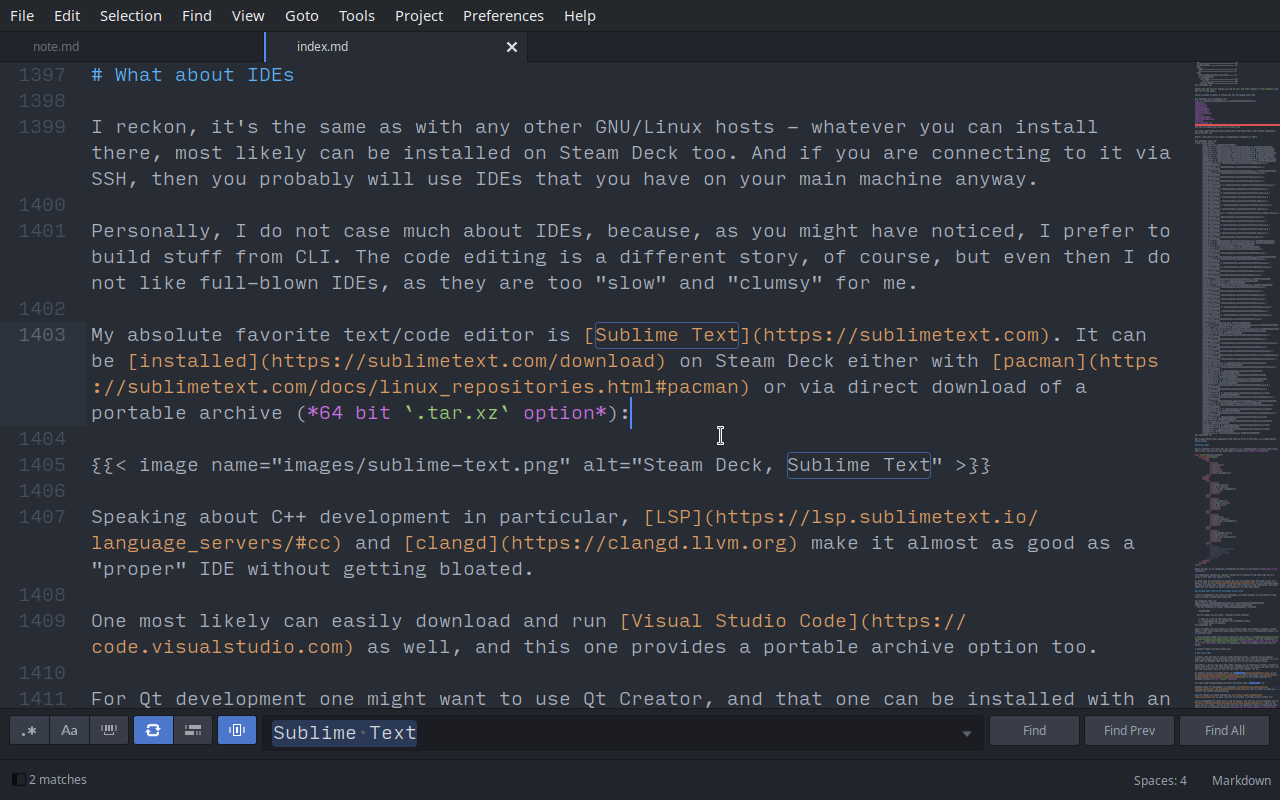 File Edit Selection Find View Goto Tools Project Preferences Help
note.md index.md
1397 # What about IDEs
1398
1399 I reckon, it's the same as with any other GNU/Linux hosts – whatever you can install
there, most likely can be installed on Steam Deck too. And if you are connecting to it via
SSH, then you probably will use IDEs that you have on your main machine anyway.
1400
1401 Personally, I do not case much about IDEs, because, as you might have noticed, I prefer to
build stuff from CLI. The code editing is a different story, of course, but even then I do
not like full-blown IDEs, as they are too "slow" and "clumsy" for me.
1402
1403 My absolute favorite text/code editor is [Sublime Text](https://sublimetext.com). It can
be [installed](https://sublimetext.com/download) on Steam Deck either with [pacman](https
://sublimetext.com/docs/linux_repositories.html#pacman) or via direct download of a
portable archive (*64 bit `.tar.xz` option*):
1404
1405 {{< image name="images/sublime-text.png" alt="Steam Deck, Sublime Text" >}}
1406
1407 Speaking about C++ development in particular, [LSP](https://lsp.sublimetext.io/
language_servers/#cc) and [clangd](https://clangd.llvm.org) make it almost as good as a
"proper" IDE without getting bloated.
1408
1409 One most likely can easily download and run [Visual Studio Code](https://
code.visualstudio.com) as well, and this one provides a portable archive option too.
1410
1411 For Qt development one might want to use Qt Creator, and that one can be installed with an
.* Aa Sublime Text Find Find Prev Find All
2 matches Spaces: 4 Markdown